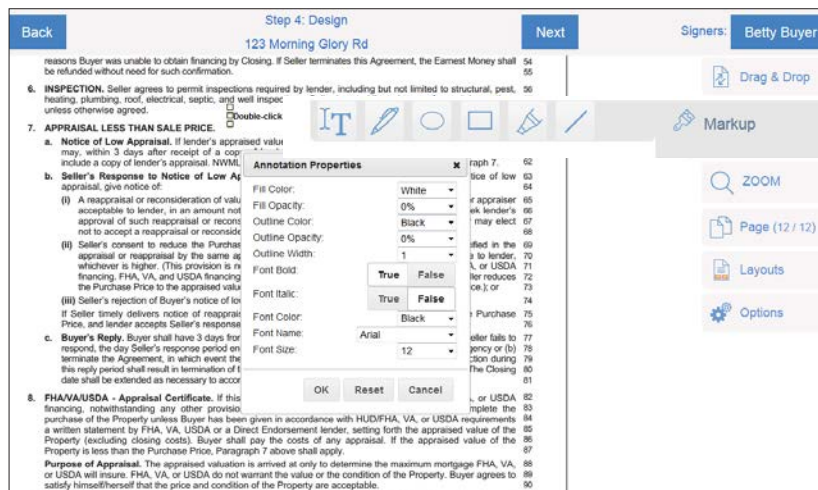 Back
Step 4: Design
123 Morning Glory Rd
Next
Signers:
Betty Buyer
reasons Buyer was unable to obtain financing by Closing. If Seller terminates this Agreement, the Earnest Money shall 54
be refunded without need for such confirmation. 55
6. INSPECTION. Seller agrees to permit inspections required by lender, including but not limited to structural, pest, 56
heating, plumbing, roof, electrical, septic, and well inspec
unless otherwise agreed.
Double-click
7. APPRAISAL LESS THAN SALE PRICE.
a. Notice of Low Appraisal. If lender's appraised valu
may, within 3 days after receipt of a copy
include a copy of lender's appraisal. NWML raph 7. 62
b. Seller's Response to Notice of Low Ap tice of low 63
appraisal, give notice of: 64
(i) A reappraisal or reconsideration of valu r appraiser 65
acceptable to lender, in an amount not ek lender's 66
approval of such reappraisal or recons may elect 67
not to accept a reappraisal or reconside 68
(ii) Seller's consent to reduce the Purchas ified in the 69
appraisal or reappraisal by the same ap e to lender, 70
whichever is higher. (This provision is n A, or USDA 71
financing. FHA, VA, and USDA financing ller reduces 72
the Purchase Price to the appraised valu ce.); or 73
(iii) Seller's rejection of Buyer's notice of lo 74
If Seller timely delivers notice of reapprais Purchase 75
Price, and lender accepts Seller's response 76
c. Buyer's Reply. Buyer shall have 3 days from eller fails to 77
respond, the day Seller's response period en ency or (b) 78
terminate the Agreement, in which event the ction during 79
this reply period shall result in termination of t The Closing 80
date shall be extended as necessary to accor 81
8. FHA/VA/USDA - Appraisal Certificate. If this , or USDA 82
financing, notwithstanding any other provisio mplete the 83
purchase of the Property unless Buyer has been given in accordance with HUD/FHA, VA, or USDA requirements 84
a written statement by FHA, VA, USDA or a Direct Endorsement lender, setting forth the appraised value of the 85
Property (excluding closing costs). Buyer shall pay the costs of any appraisal. If the appraised value of the 86
Property is less than the Purchase Price, Paragraph 7 above shall apply. 87
Purpose of Appraisal. The appraised valuation is arrived at only to determine the maximum mortgage FHA, VA, 88
or USDA will insure. FHA, VA, or USDA do not warrant the value or the condition of the Property. Buyer agrees to 89
satisfy himself/herself that the price and condition of the Property are acceptable. 90
Annotation Properties ×
Fill Color: White
Fill Opacity: 0%
Outline Color: Black
Outline Opacity: 0%
Outline Width: 1
Font Bold: True False
Font Italic: True False
Font Color: Black
Font Name: Arial
Font Size: 12
OK Reset Cancel
T
Drag & Drop
Markup
ZOOM
Page (12 / 12)
Layouts
Options